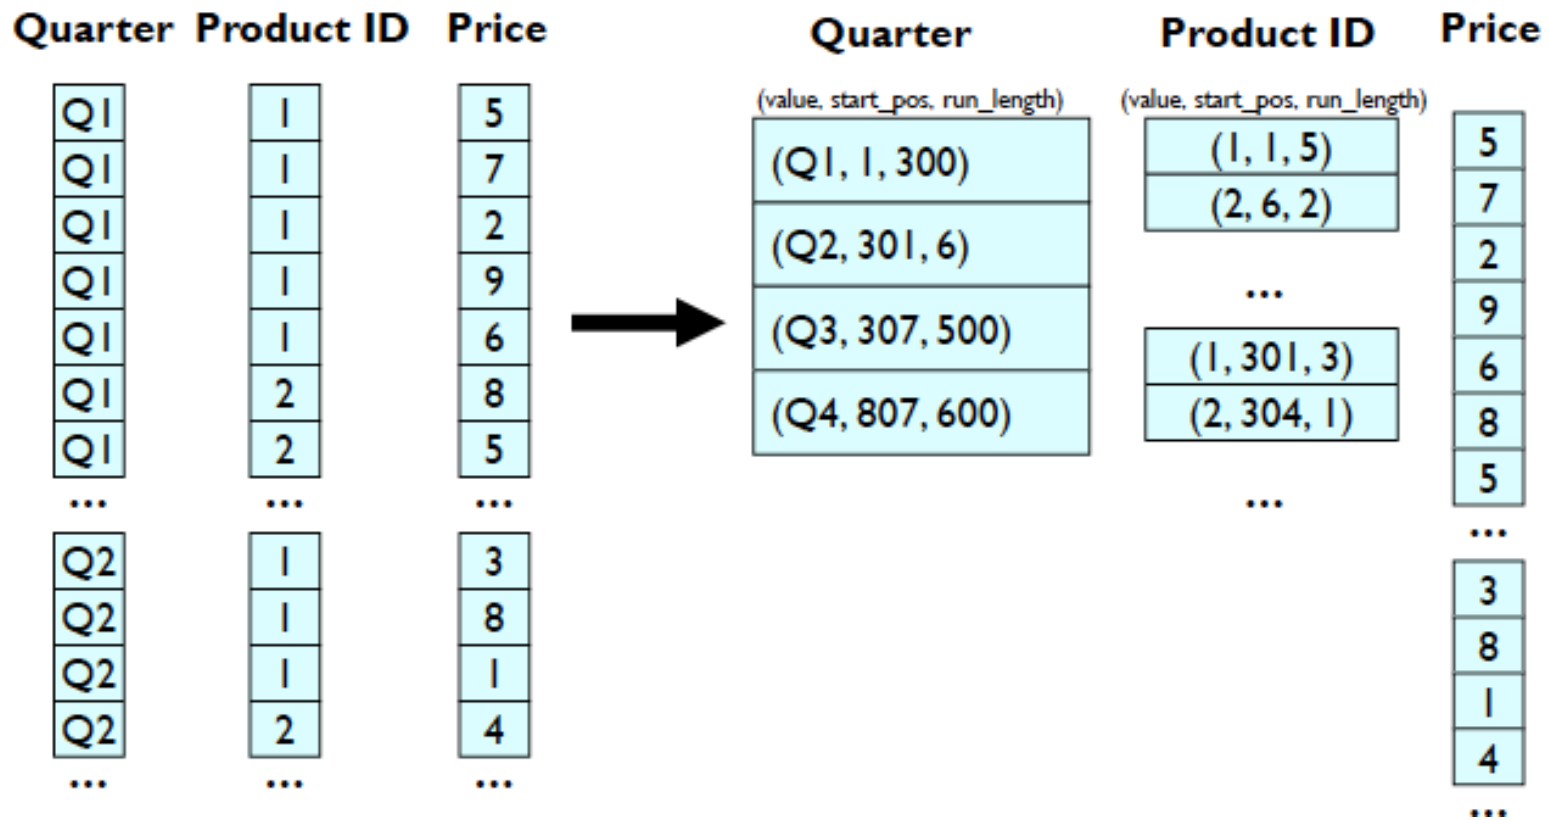 Quarter Product ID Price
Q1 1 5
Q1 1 7
Q1 1 2
Q1 1 9
Q1 1 6
Q1 2 8
Q1 2 5
... ... ...
Q2 1 3
Q2 1 8
Q2 1 1
Q2 2 4
... ... ...
Quarter
(value, start_pos, run_length)
(Q1, 1, 300)
(Q2, 301, 6)
(Q3, 307, 500)
(Q4, 807, 600)
Product ID
(value, start_pos, run_length)
(1, 1, 5)
(2, 6, 2)
...
(1, 301, 3)
(2, 304, 1)
...
Price
5
7
2
9
6
8
5
...
3
8
1
4
...